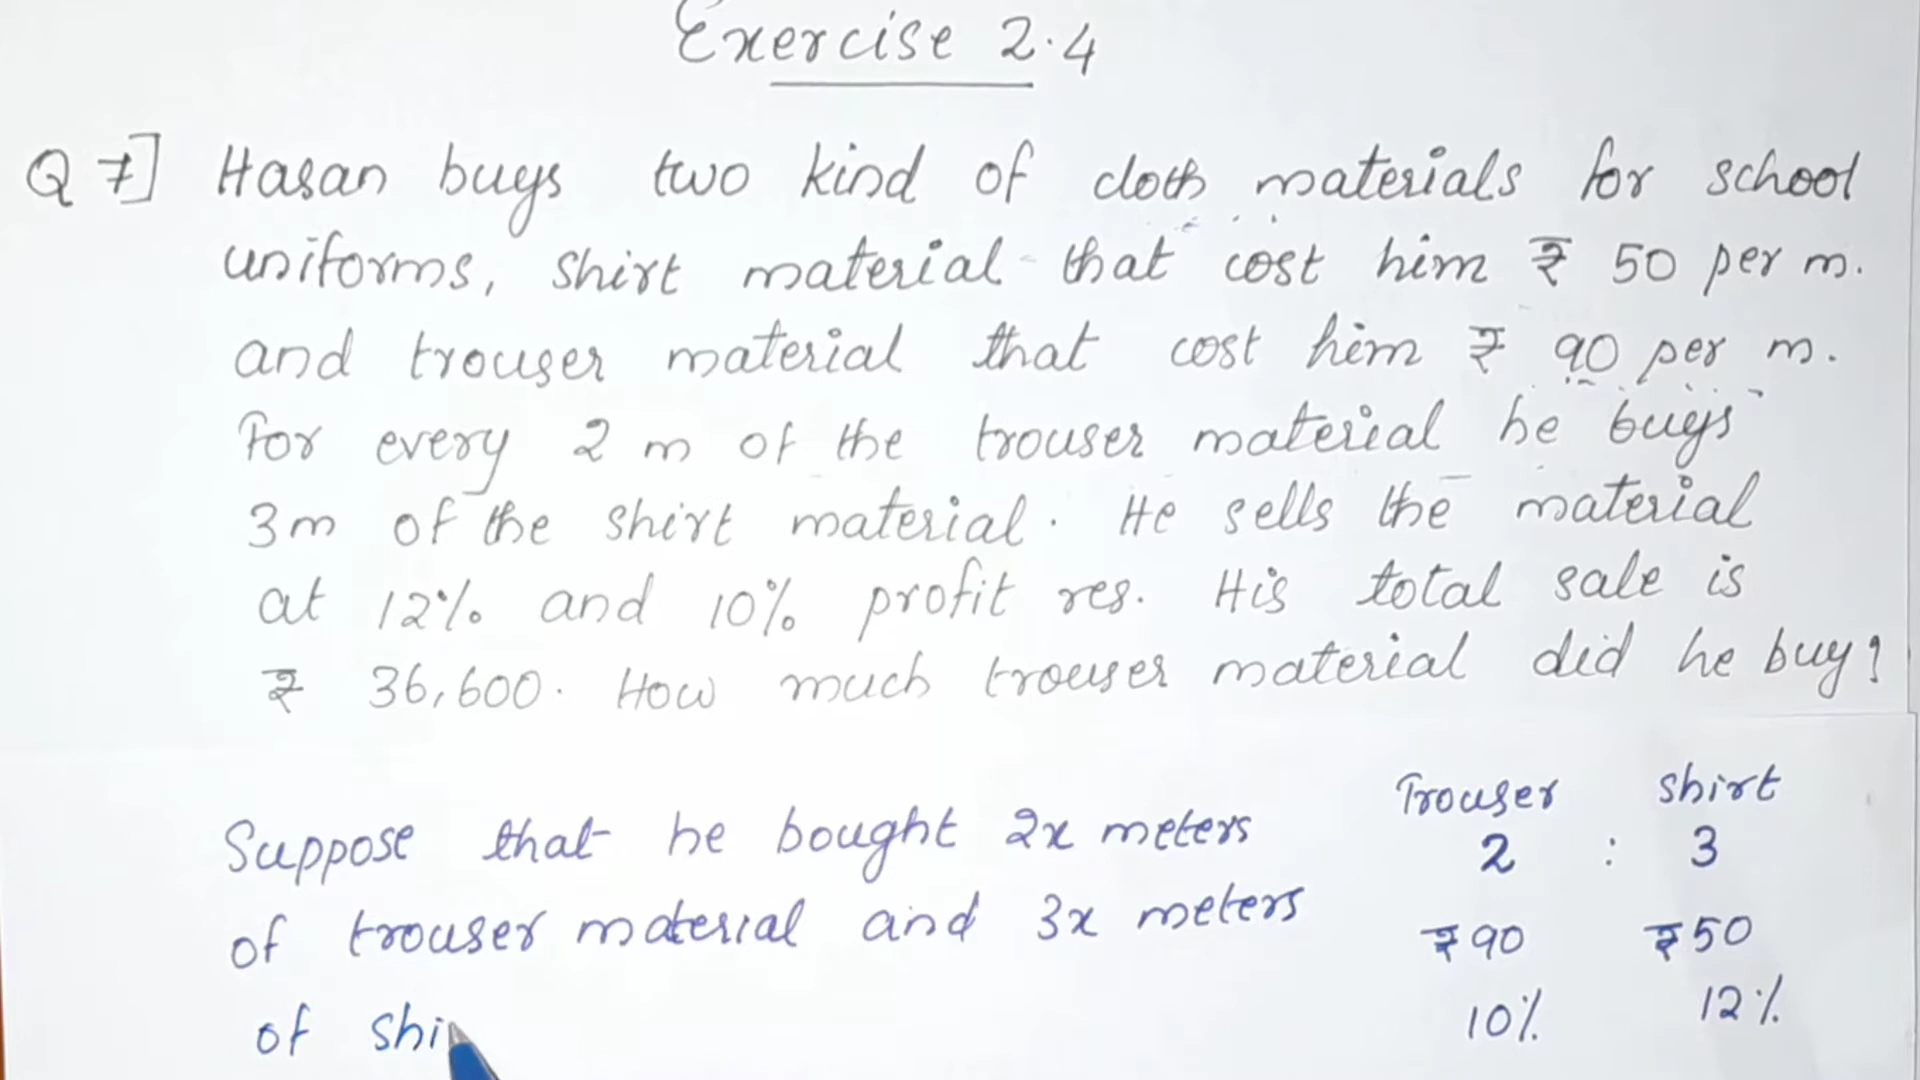 Exercise 2.4
Q 7] Hasan buys two kind of cloth materials for school
uniforms, shirt material that cost him ₹ 50 per m.
and trouser material that cost him ₹ 90 per m.
For every 2 m of the trouser material he buys
3m of the shirt material. He sells the material
at 12% and 10% profit res. His total sale is
₹ 36,600. How much trouser material did he buy?
Suppose that he bought 2x meters
of trouser material and 3x meters
of shi
Trouser shirt
2 : 3
₹90 ₹50
10% 12%